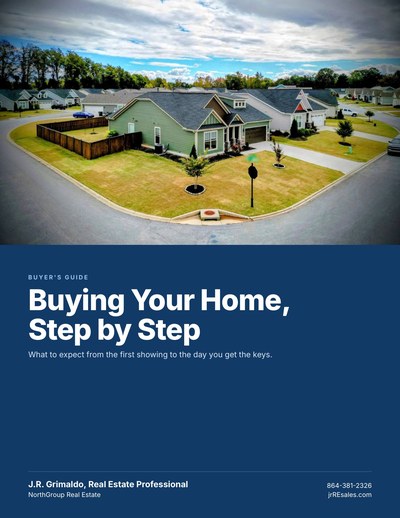 BUYER'S GUIDE
Buying Your Home,
Step by Step
What to expect from the first showing to the day you get the keys.
J.R. Grimaldo, Real Estate Professional
864-381-2326
NorthGroup Real Estate
jrREsales.com